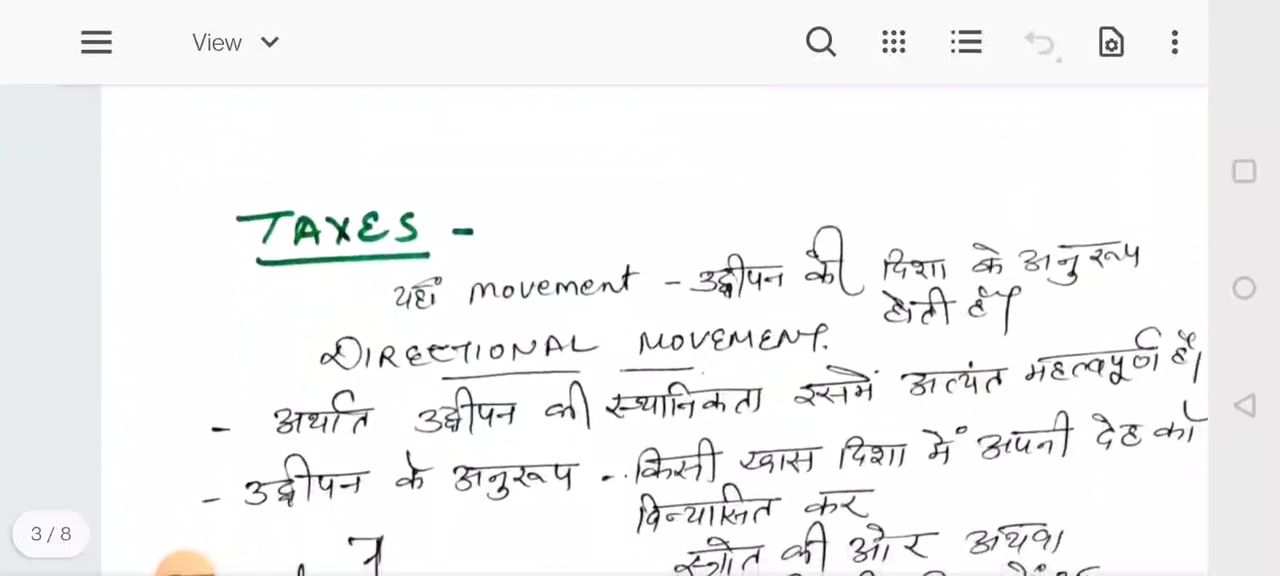 View
TAXES -
यहाँ movement - उद्दीपन की दिशा के अनुरूप
होती है।
DIRECTIONAL MOVEMENT.
- अर्थात उद्दीपन की स्थानिकता इसमें अत्यंत महत्वपूर्ण है।
- उद्दीपन के अनुरूप - किसी खास दिशा में अपनी देह को
विन्यासित कर
स्त्रोत की ओर अथवा
3 / 8